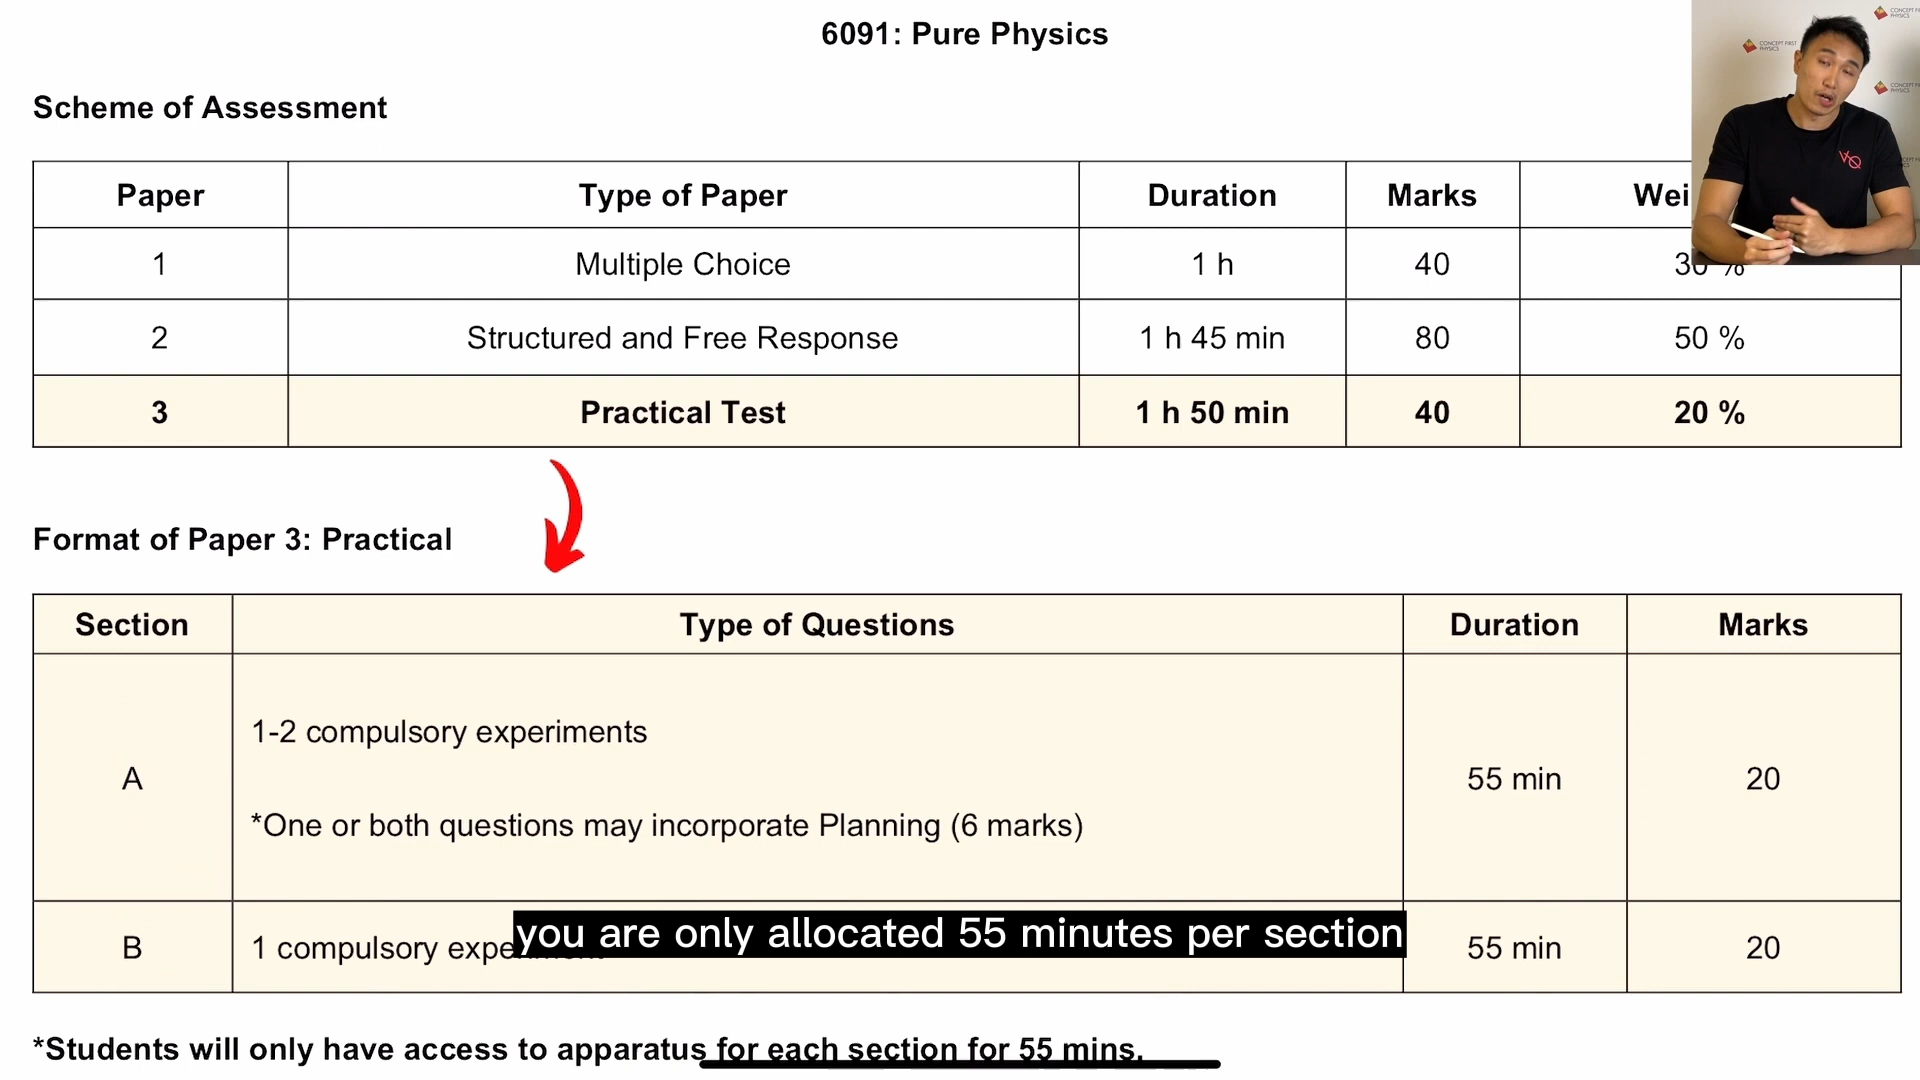 6091: Pure Physics
CONCEPT FIRST
PHYSICS
Scheme of Assessment
Paper Type of Paper Duration Marks
1 Multiple Choice 1 h 40 30 %
2 Structured and Free Response 1 h 45 min 80 50 %
3 Practical Test 1 h 50 min 40 20 %
Format of Paper 3: Practical
Section Type of Questions Duration Marks
1-2 compulsory experiments
A 55 min 20
*One or both questions may incorporate Planning (6 marks)
you are only allocated 55 minutes per section
B 1 compulsory 55 min 20
*Students will only have access to apparatus for each section for 55 mins.